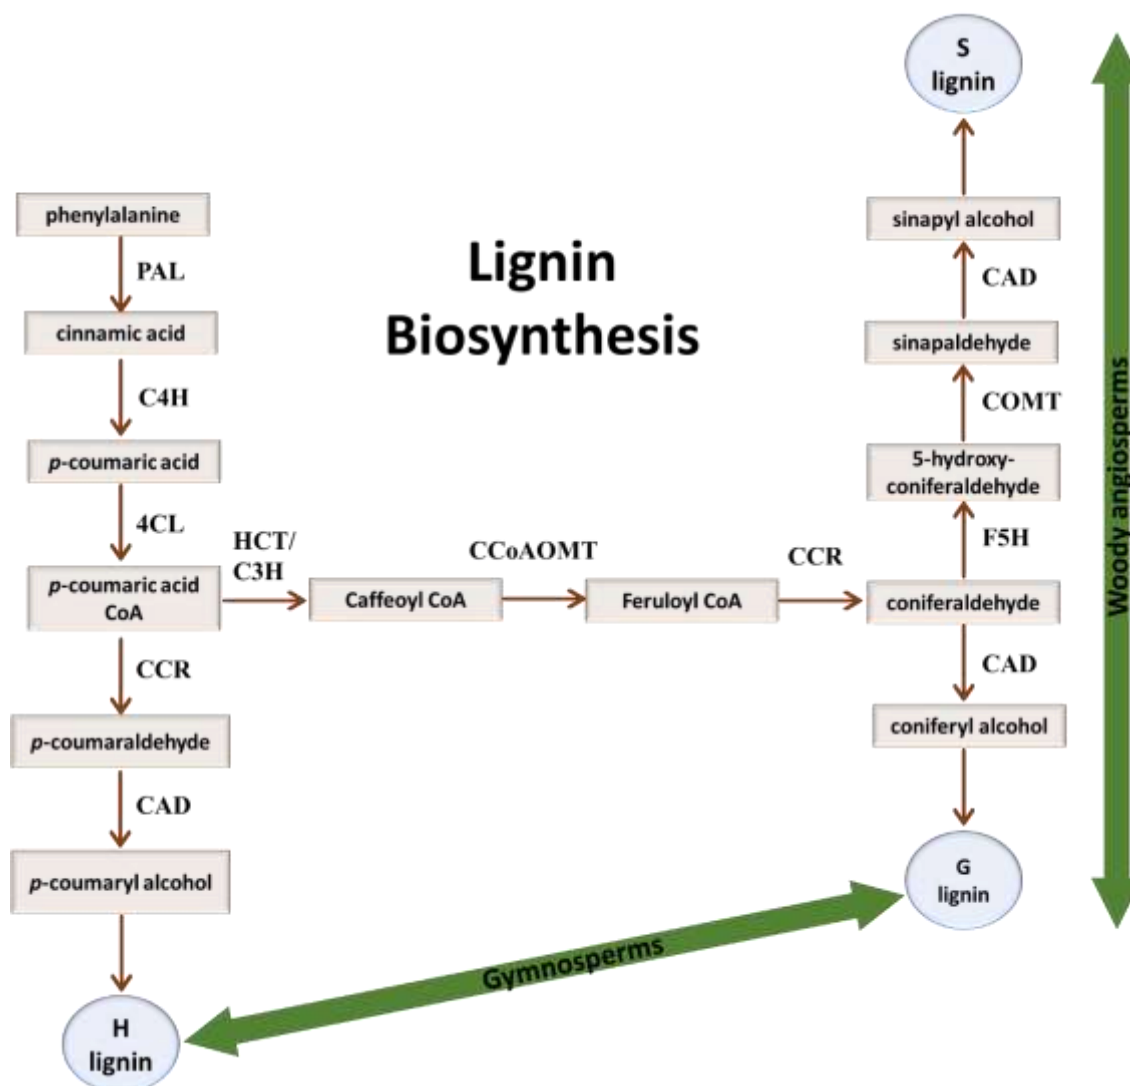 Lignin
Biosynthesis
phenylalanine
PAL
cinnamic acid
C4H
p-coumaric acid
4CL
p-coumaric acid
CoA
CCR
p-coumaraldehyde
CAD
p-coumaryl alcohol
H
lignin
HCT/
C3H
Caffeoyl CoA
CCoAOMT
Feruloyl CoA
CCR
coniferaldehyde
F5H
5-hydroxy-
coniferaldehyde
COMT
sinapaldehyde
CAD
sinapyl alcohol
S
lignin
CAD
coniferyl alcohol
G
lignin
Gymnosperms
Woody angiosperms